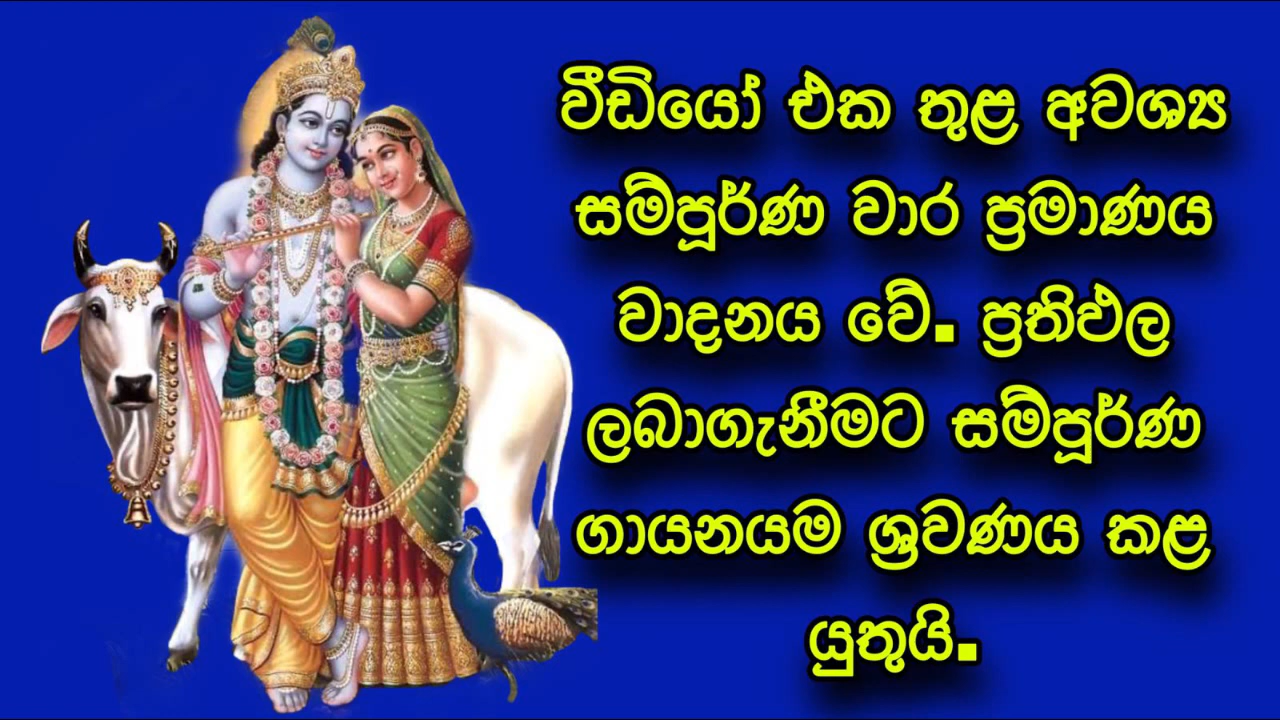 වීඩියෝ එක තුළ අවශ්‍ය
සම්පූර්ණ වාර ප්‍රමාණය
වාදනය වේ. ප්‍රතිඵල
ලබාගැනීමට සම්පූර්ණ
ගායනයම ශ්‍රවණය කළ
යුතුයි.